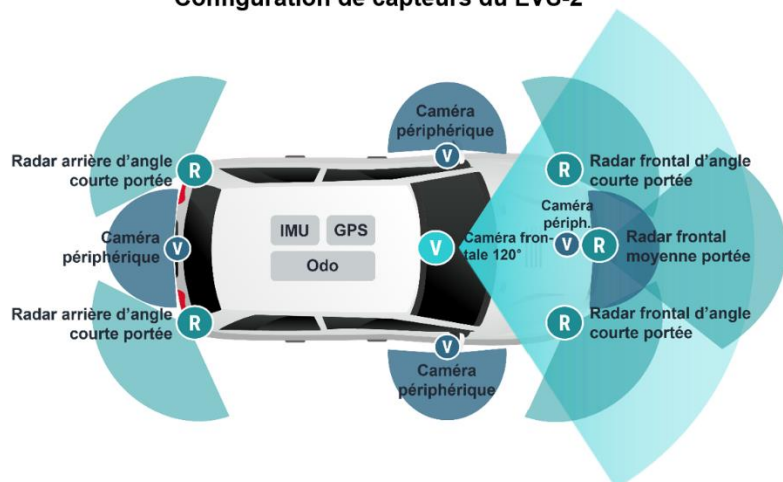 Configuration de capteurs du EVS-2
Caméra
périphérique
V
Radar arrière d'angle
courte portée
R
R
Radar frontal d'angle
courte portée
Caméra
périphérique
V
IMU
GPS
Odo
V
Caméra fron-
tale 120°
Caméra
périph.
V
R
Radar frontal
moyenne portée
Radar arrière d'angle
courte portée
R
R
Radar frontal d'angle
courte portée
V
Caméra
périphérique